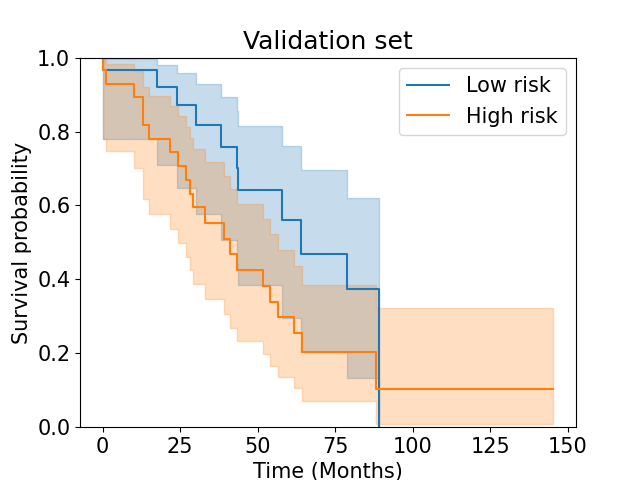 Validation set
Low risk
High risk
Survival probability
1.0
0.8
0.6
0.4
0.2
0.0
0 25 50 75 100 125 150
Time (Months)